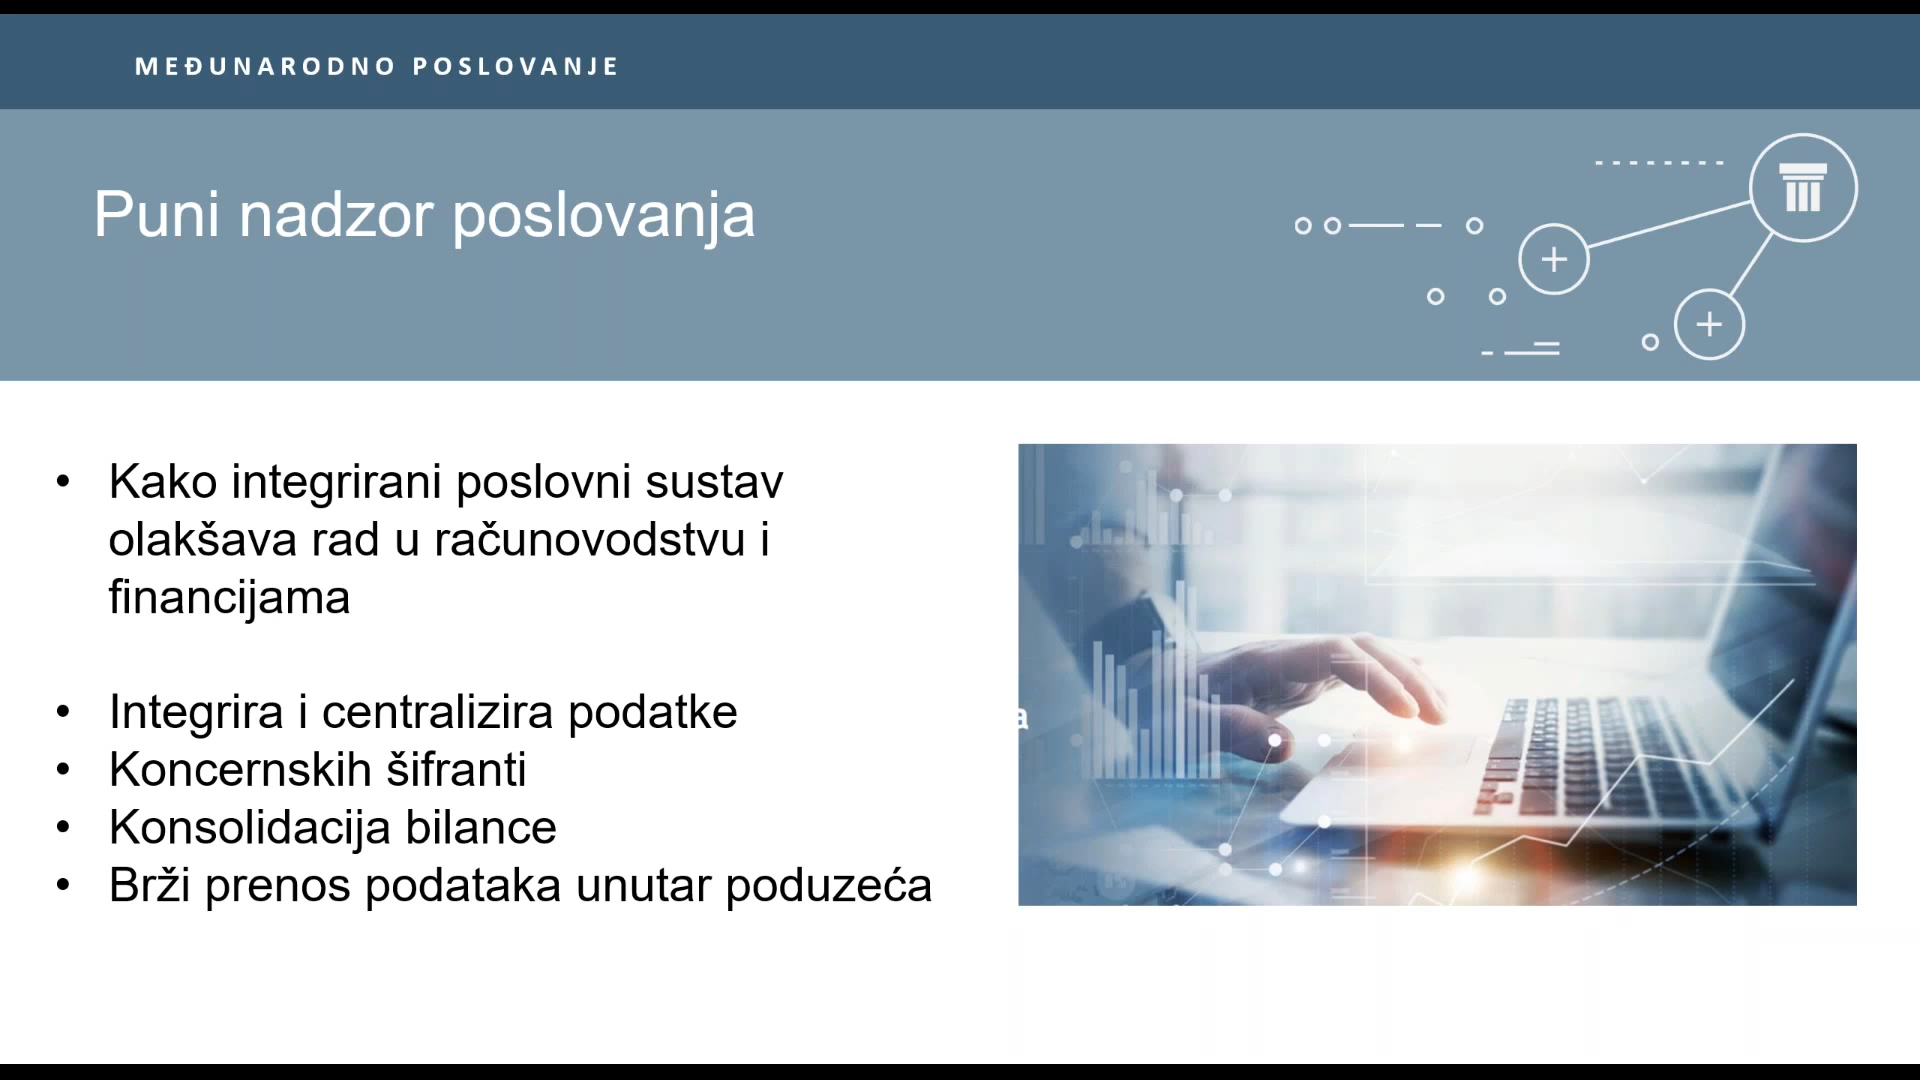 MEĐUNARODNO POSLOVANJE
Puni nadzor poslovanja
• Kako integrirani poslovni sustav
olakšava rad u računovodstvu i
financijama
• Integrira i centralizira podatke
• Koncernskih šifranti
• Konsolidacija bilance
• Brži prenos podataka unutar poduzeća
a